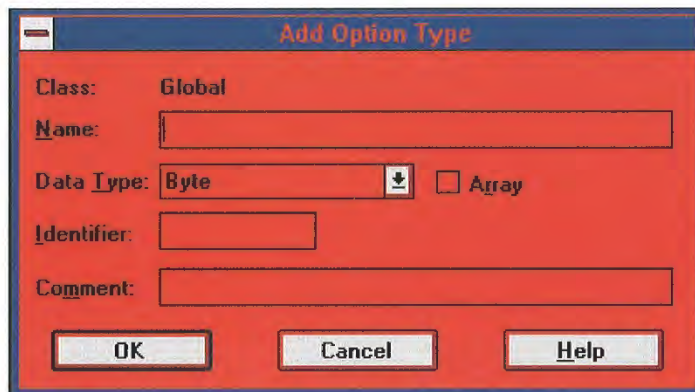 Add Option Type
Class: Global
Name:
Data Type: Byte Array
Identifier:
Comment:
OK Cancel Help